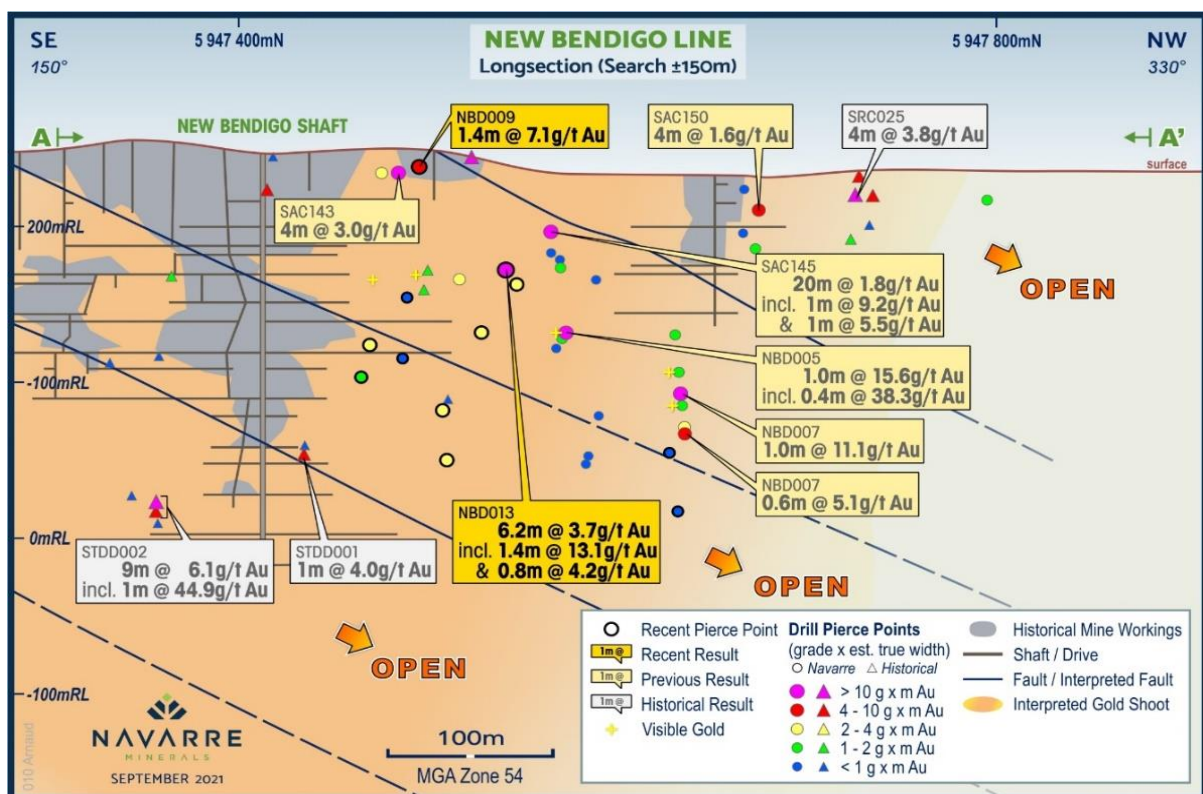 SE
150°
5 947 400mN
NEW BENDIGO LINE
Longsection (Search ±150m)
5 947 800mN
NW
330°
A
NEW BENDIGO SHAFT
NBD009
1.4m @ 7.1g/t Au
SAC150
4m @ 1.6g/t Au
SRC025
4m @ 3.8g/t Au
A'
surface
SAC143
4m @ 3.0g/t Au
200mRL
SAC145
20m @ 1.8g/t Au
incl. 1m @ 9.2g/t Au
& 1m @ 5.5g/t Au
OPEN
-100mRL
NBD005
1.0m @ 15.6g/t Au
incl. 0.4m @ 38.3g/t Au
NBD007
1.0m @ 11.1g/t Au
NBD007
0.6m @ 5.1g/t Au
0mRL
STDD002
9m @ 6.1g/t Au
incl. 1m @ 44.9g/t Au
STDD001
1m @ 4.0g/t Au
NBD013
6.2m @ 3.7g/t Au
incl. 1.4m @ 13.1g/t Au
& 0.8m @ 4.2g/t Au
OPEN
OPEN
-100mRL
010 Arnaud
NAVARRE
MINERALS
SEPTEMBER 2021
100m
MGA Zone 54
Recent Pierce Point
1m @
Recent Result
1m @
Previous Result
1m @
Historical Result
Visible Gold
Drill Pierce Points
(grade x est. true width)
Navarre
Historical
> 10 g x m Au
4 - 10 g x m Au
2 - 4 g x m Au
1 - 2 g x m Au
< 1 g x m Au
Historical Mine Workings
Shaft / Drive
Fault / Interpreted Fault
Interpreted Gold Shoot